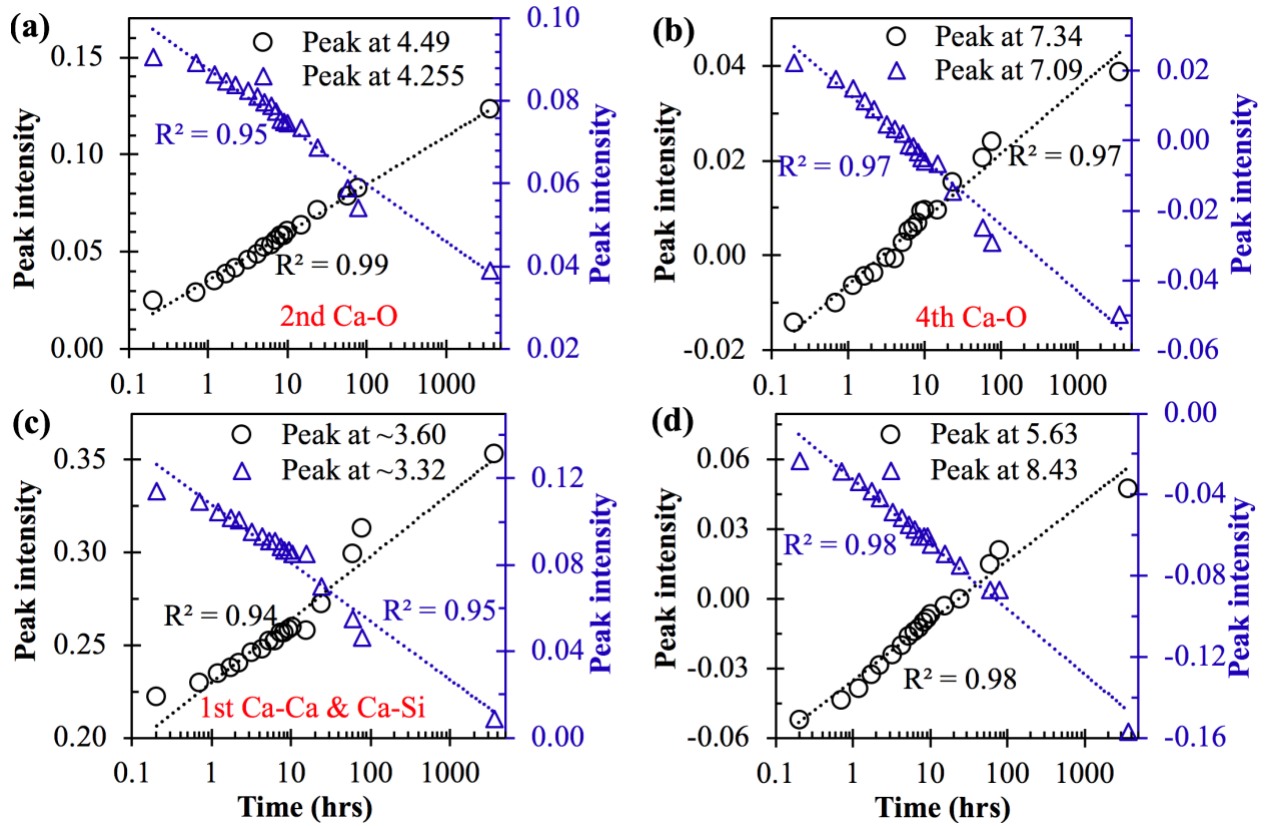 (a)
Peak at 4.49
Peak at 4.255
R² = 0.95
R² = 0.99
2nd Ca-O
Peak intensity
0.15
0.10
0.05
0.00
0.10
0.08
0.06
0.04
0.02
Peak intensity
0.1 1 10 100 1000
(b)
Peak at 7.34
Peak at 7.09
R² = 0.97
R² = 0.97
4th Ca-O
Peak intensity
0.04
0.02
0.00
-0.02
0.02
0.00
-0.02
-0.04
-0.06
Peak intensity
0.1 1 10 100 1000
(c)
Peak at ~3.60
Peak at ~3.32
R² = 0.94
R² = 0.95
1st Ca-Ca & Ca-Si
Peak intensity
0.35
0.30
0.25
0.20
0.12
0.08
0.04
0.00
Peak intensity
0.1 1 10 100 1000
Time (hrs)
(d)
Peak at 5.63
Peak at 8.43
R² = 0.98
R² = 0.98
Peak intensity
0.06
0.03
0.00
-0.03
-0.06
0.00
-0.04
-0.08
-0.12
-0.16
Peak intensity
0.1 1 10 100 1000
Time (hrs)